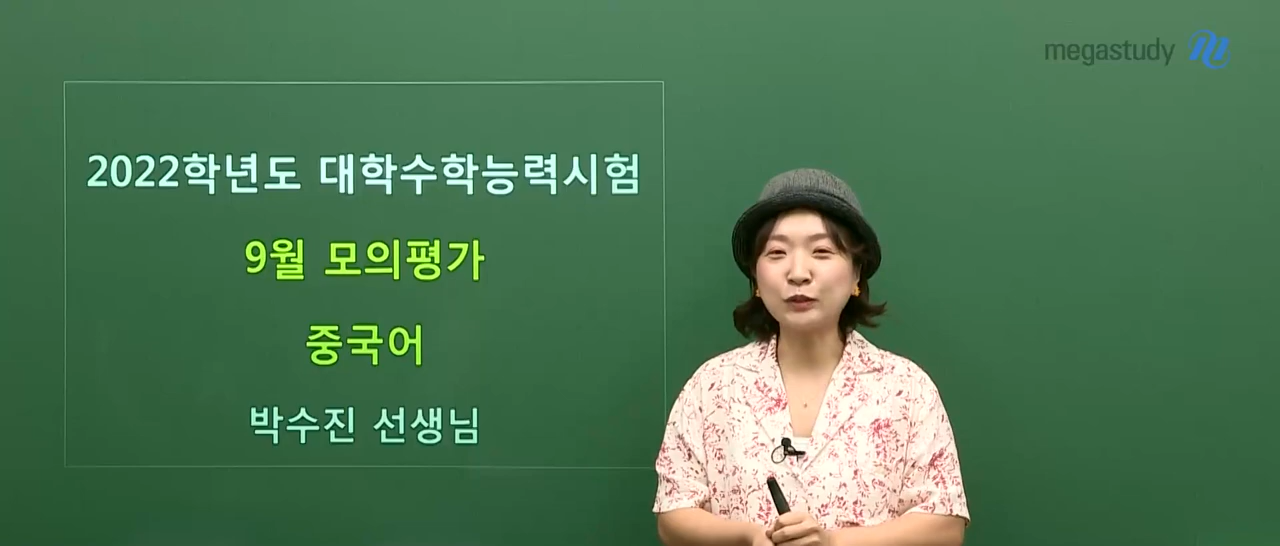 megastudy
2022학년도 대학수학능력시험
9월 모의평가
중국어
박수진 선생님